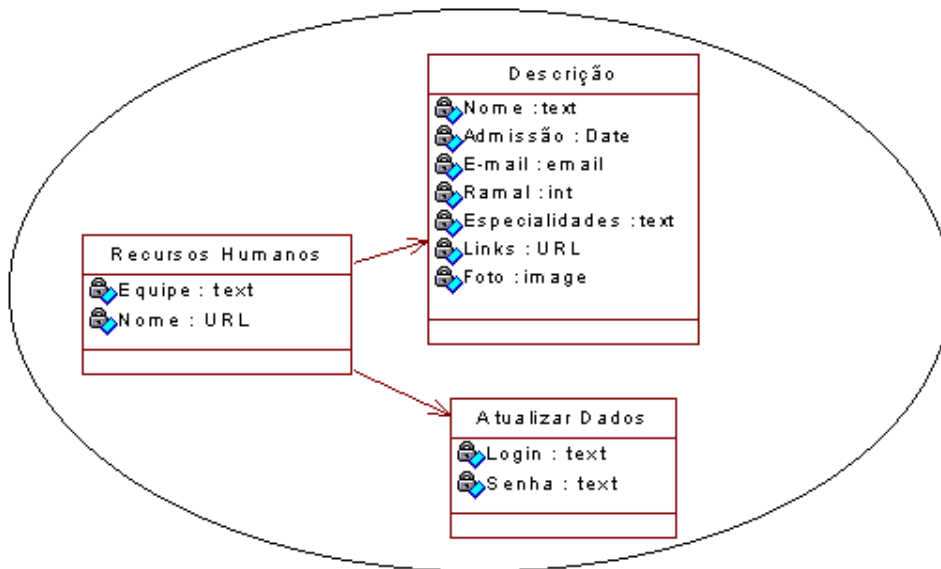 Descrição
Nome :text
Admissão : Date
E-mail :email
Ramal :int
Especialidades :text
Links : URL
Foto :image
Recursos Humanos
Equipe : text
Nome : URL
Atualizar Dados
Login : text
Senha : text